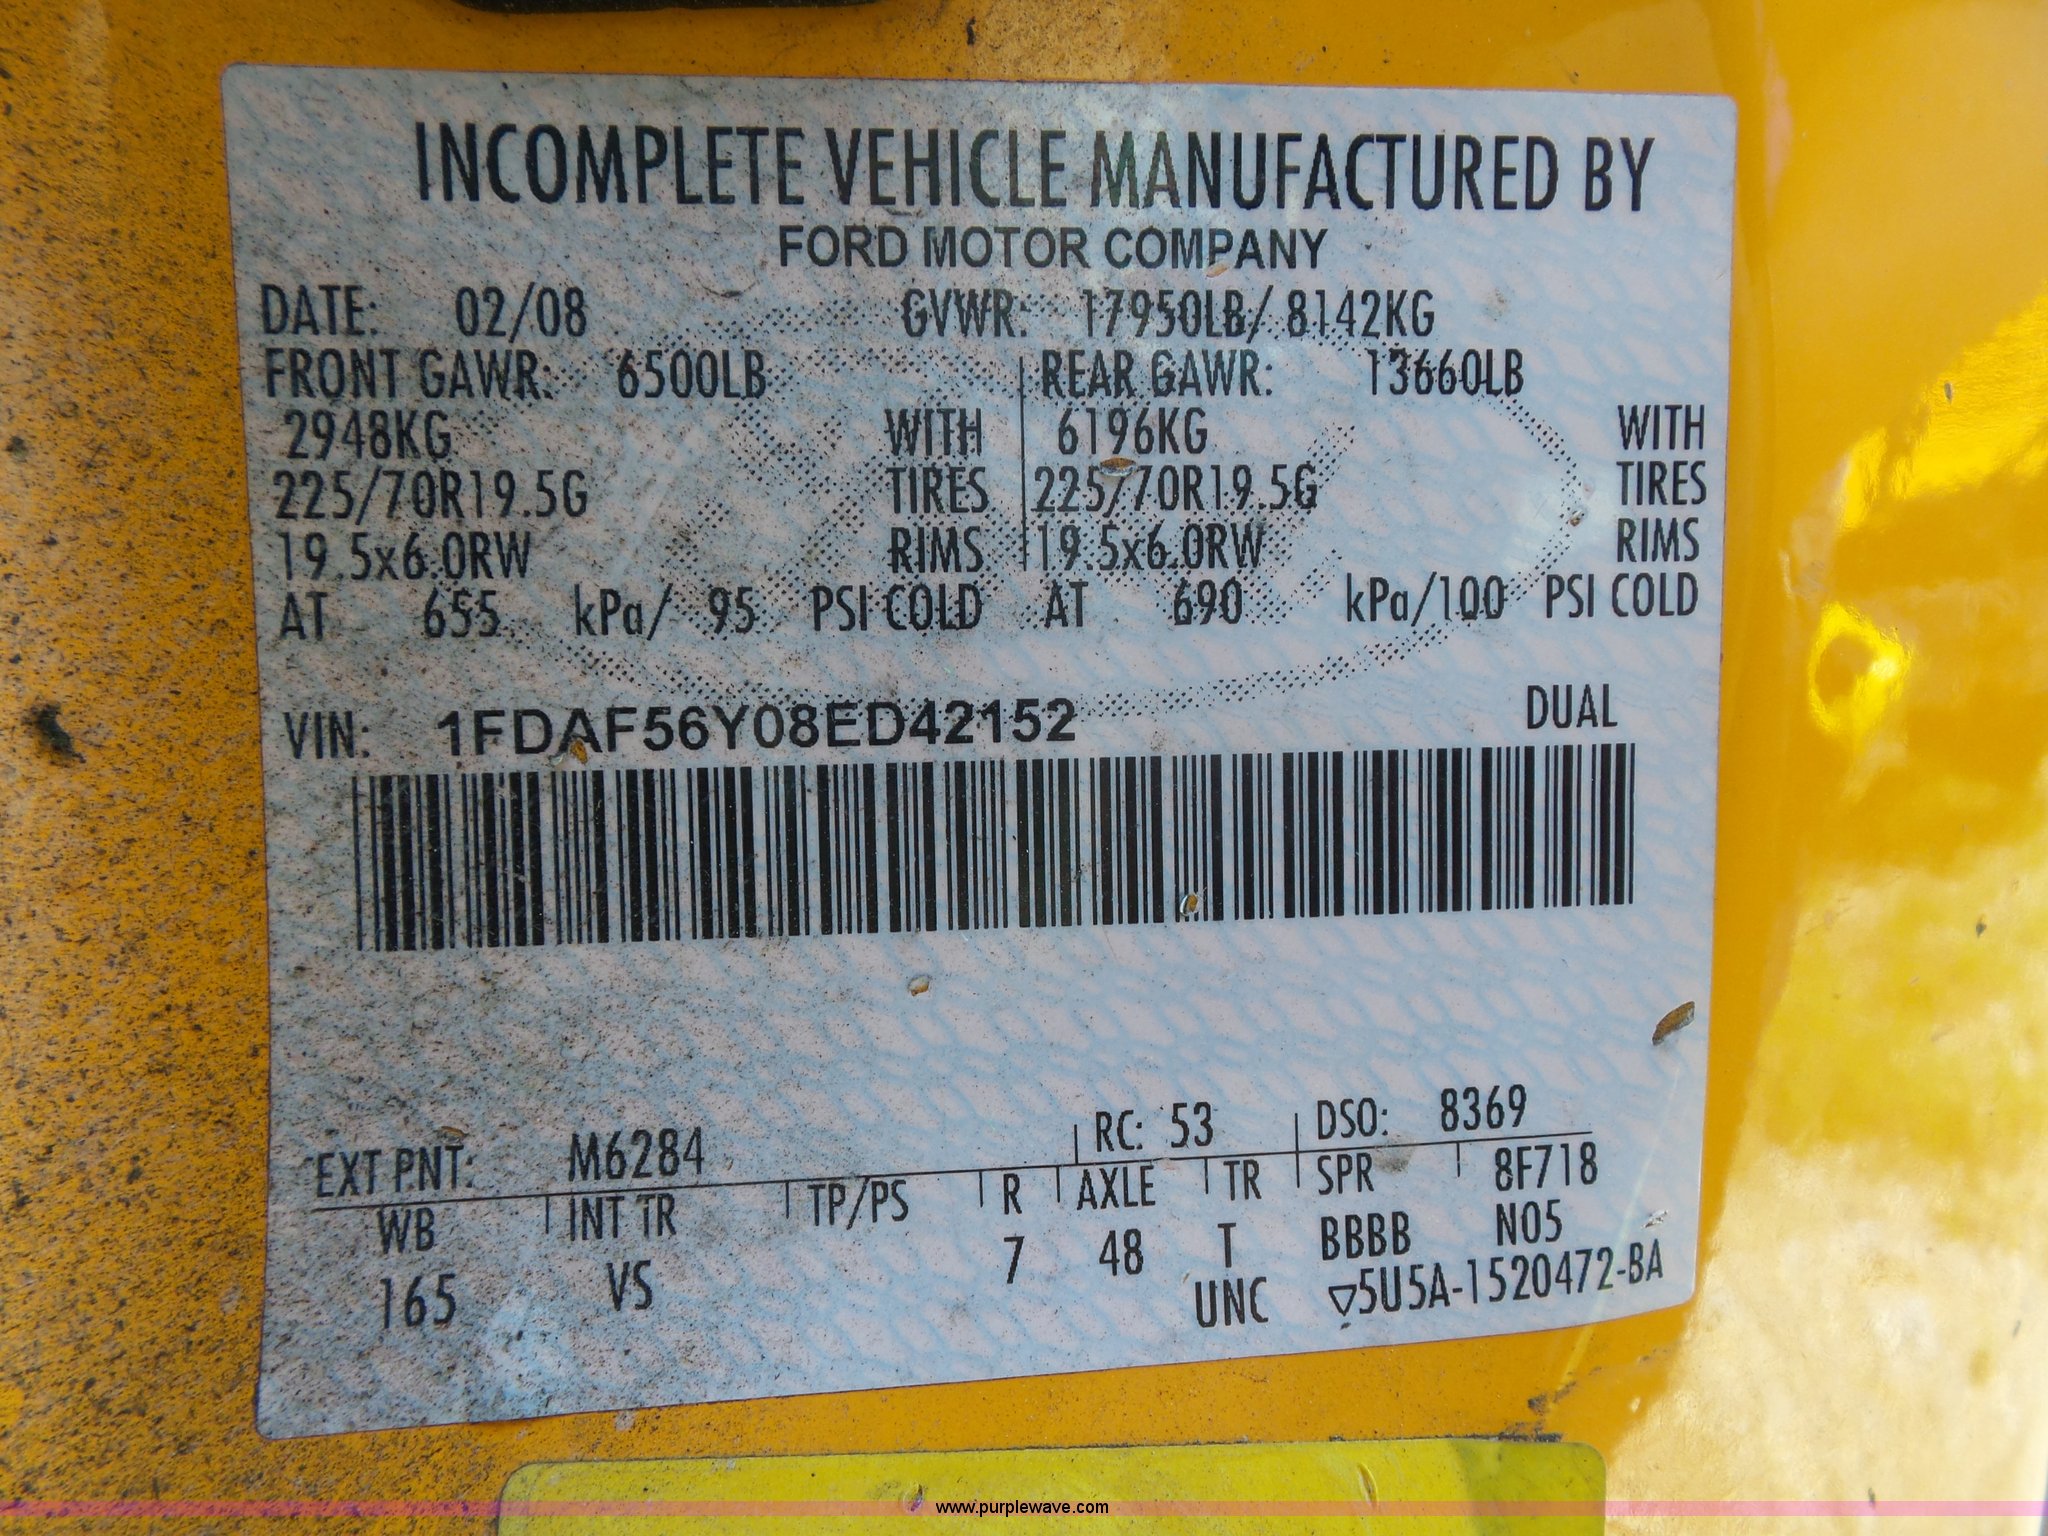 INCOMPLETE VEHICLE MANUFACTURED BY
FORD MOTOR COMPANY
DATE: 02/08 GVWR: 17950LB/ 8142KG
FRONT GAWR: 6500LB REAR GAWR: 13660LB
2948KG WITH 6196KG WITH
225/70R19.5G TIRES 225/70R19.5G TIRES
19.5x6.0RW RIMS 19.5x6.0RW RIMS
AT 655 kPa/ 95 PSI COLD AT 690 kPa/100 PSI COLD
VIN: 1FDAF56Y08ED42152 DUAL
EXT PNT: M6284 RC: 53 DSO: 8369
WB INT TR TP/PS R AXLE TR SPR 8F718
165 VS 7 48 T BBBB N05
UNC ▽5U5A-1520472-BA
www.purplewave.com